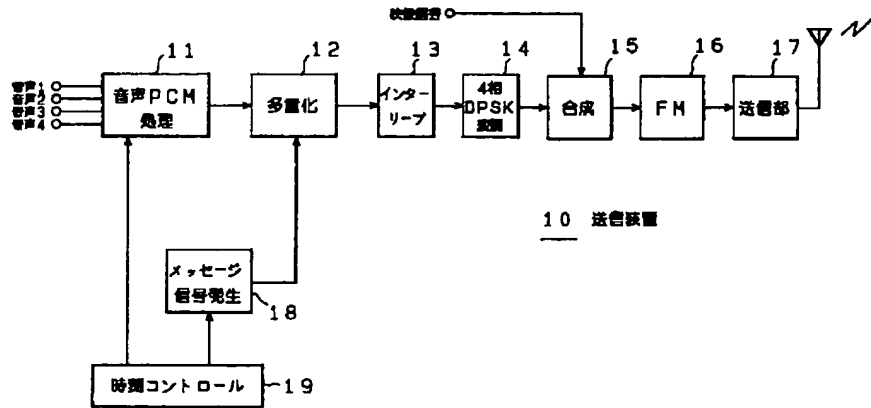 映像信号
11
12
13
14
15
16
17
音声1
音声2
音声3
音声4
音声PCM
処理
多重化
インター
リーブ
4相
DPSK
変調
合成
FM
送信部
10 送信装置
メッセージ
信号発生
18
時間コントロール
19